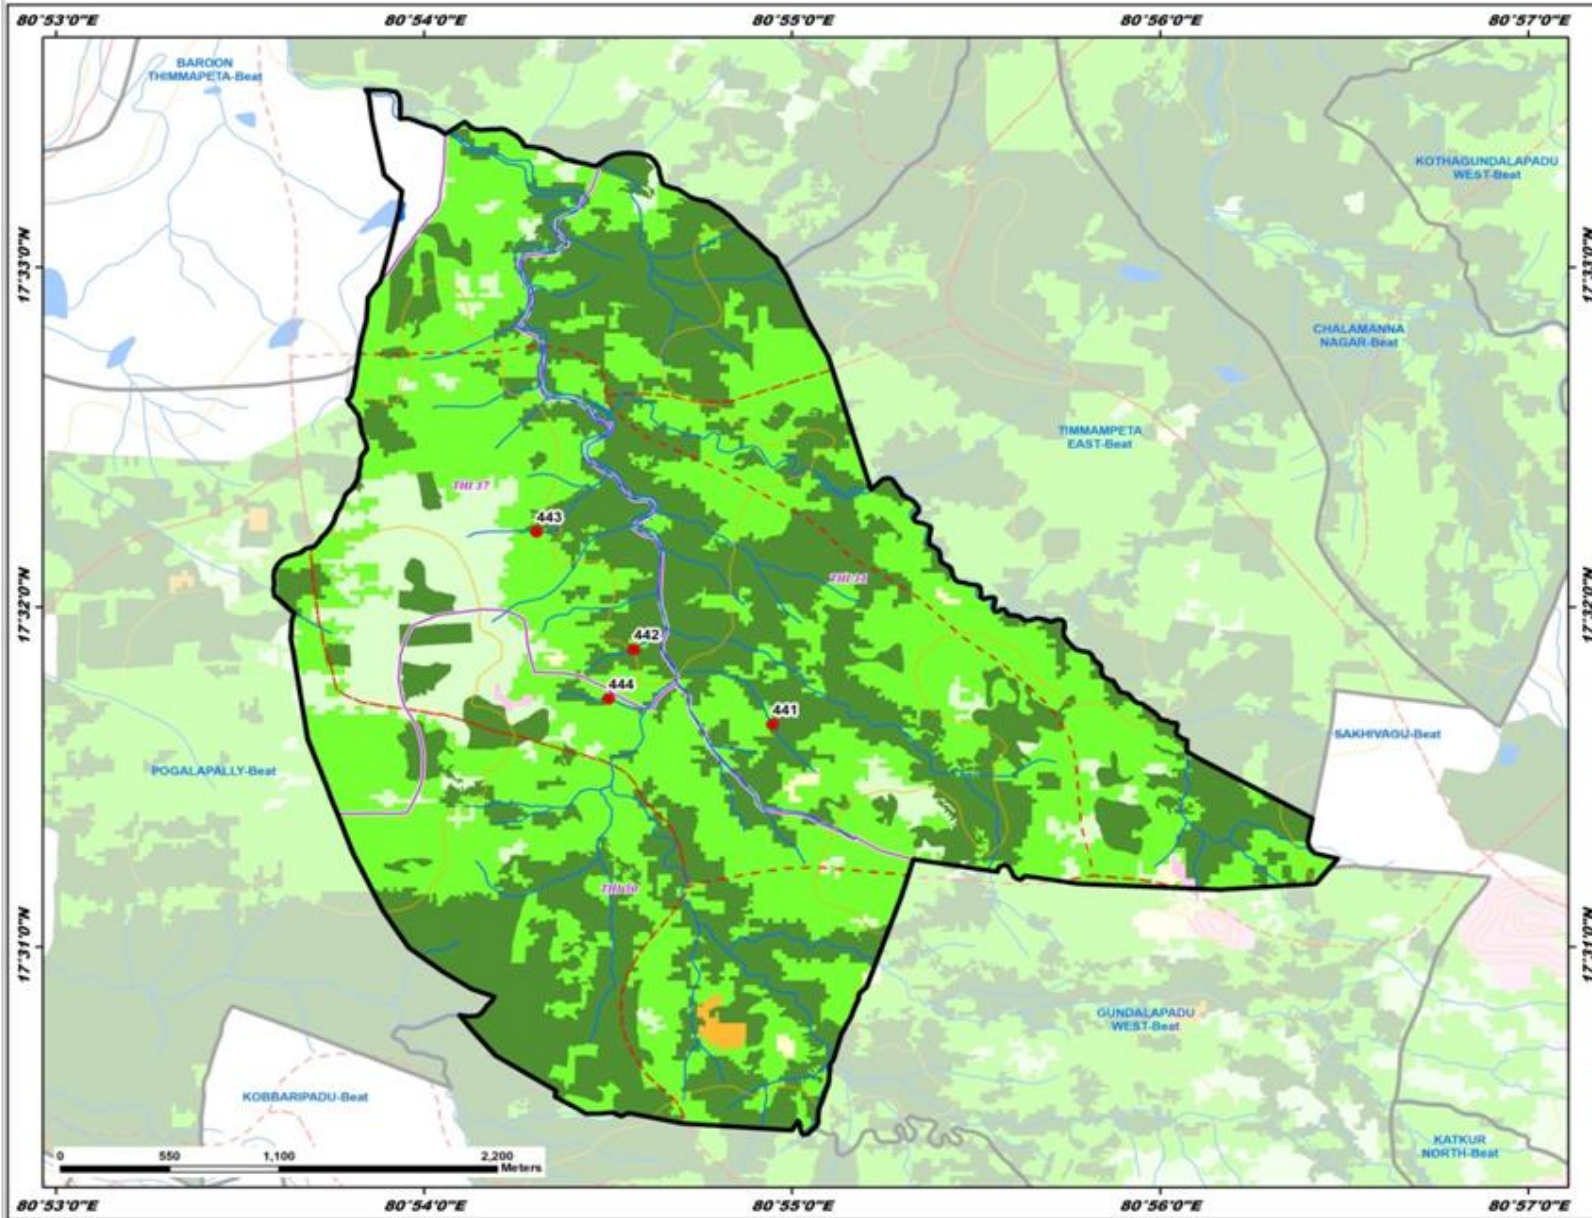 80°53'0"E 80°54'0"E 80°55'0"E 80°56'0"E 80°57'0"E
BAROON
THIMMAPETA-Beat
KOTHAGUNDALAPADU
WEST-Beat
17°33'0"N 17°33'0"N
CHALAMANNA
NAGAR-Beat
TIMMAMPETA
EAST-Beat
THI 37
443
THI 31
17°32'0"N 17°32'0"N
442
444
441
SAKHIVAGU-Beat
POGALAPALLY-Beat
17°31'0"N 17°31'0"N
GUNDALAPADU
WEST-Beat
KOBBARIPADU-Beat
KATKUR
NORTH-Beat
0 550 1,100 2,200
Meters
80°53'0"E 80°54'0"E 80°55'0"E 80°56'0"E 80°57'0"E